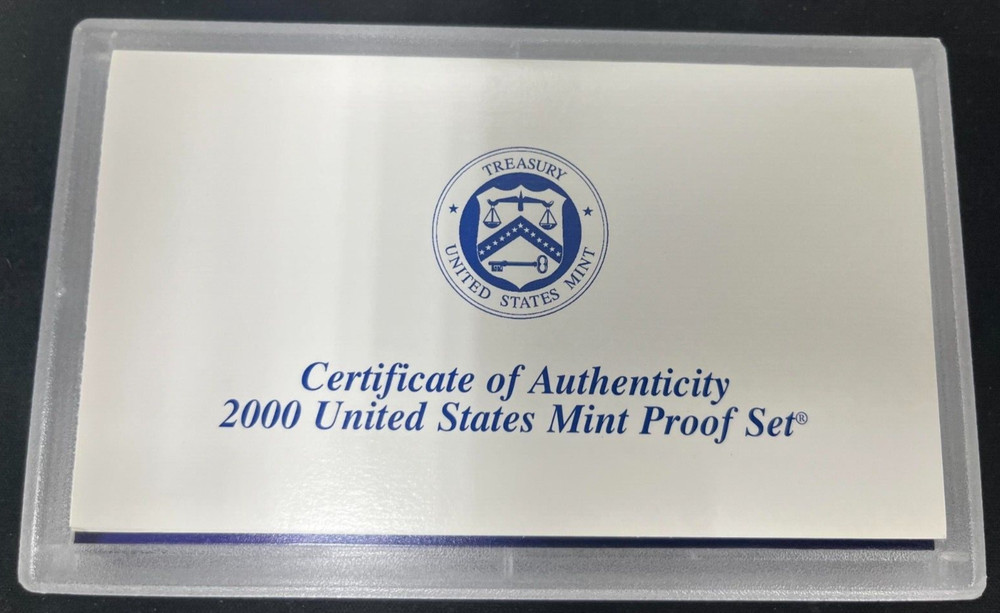 TREASURY
UNITED STATES MINT
Certificate of Authenticity
2000 United States Mint Proof Set®